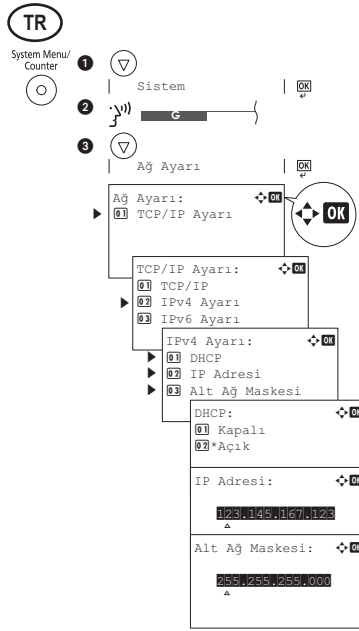 TR
System Menu/
Counter
1
Sistem OK
2 G
3
Ağ Ayarı OK
Ağ Ayarı: OK
01 TCP/IP Ayarı
OK
TCP/IP Ayarı: OK
01 TCP/IP
02 IPv4 Ayarı
03 IPv6 Ayarı
IPv4 Ayarı: OK
01 DHCP
02 IP Adresi
03 Alt Ağ Maskesi
DHCP: OK
01 Kapalı
02 *Açık
IP Adresi: OK
123.145.167.123
Alt Ağ Maskesi: OK
255.255.255.000